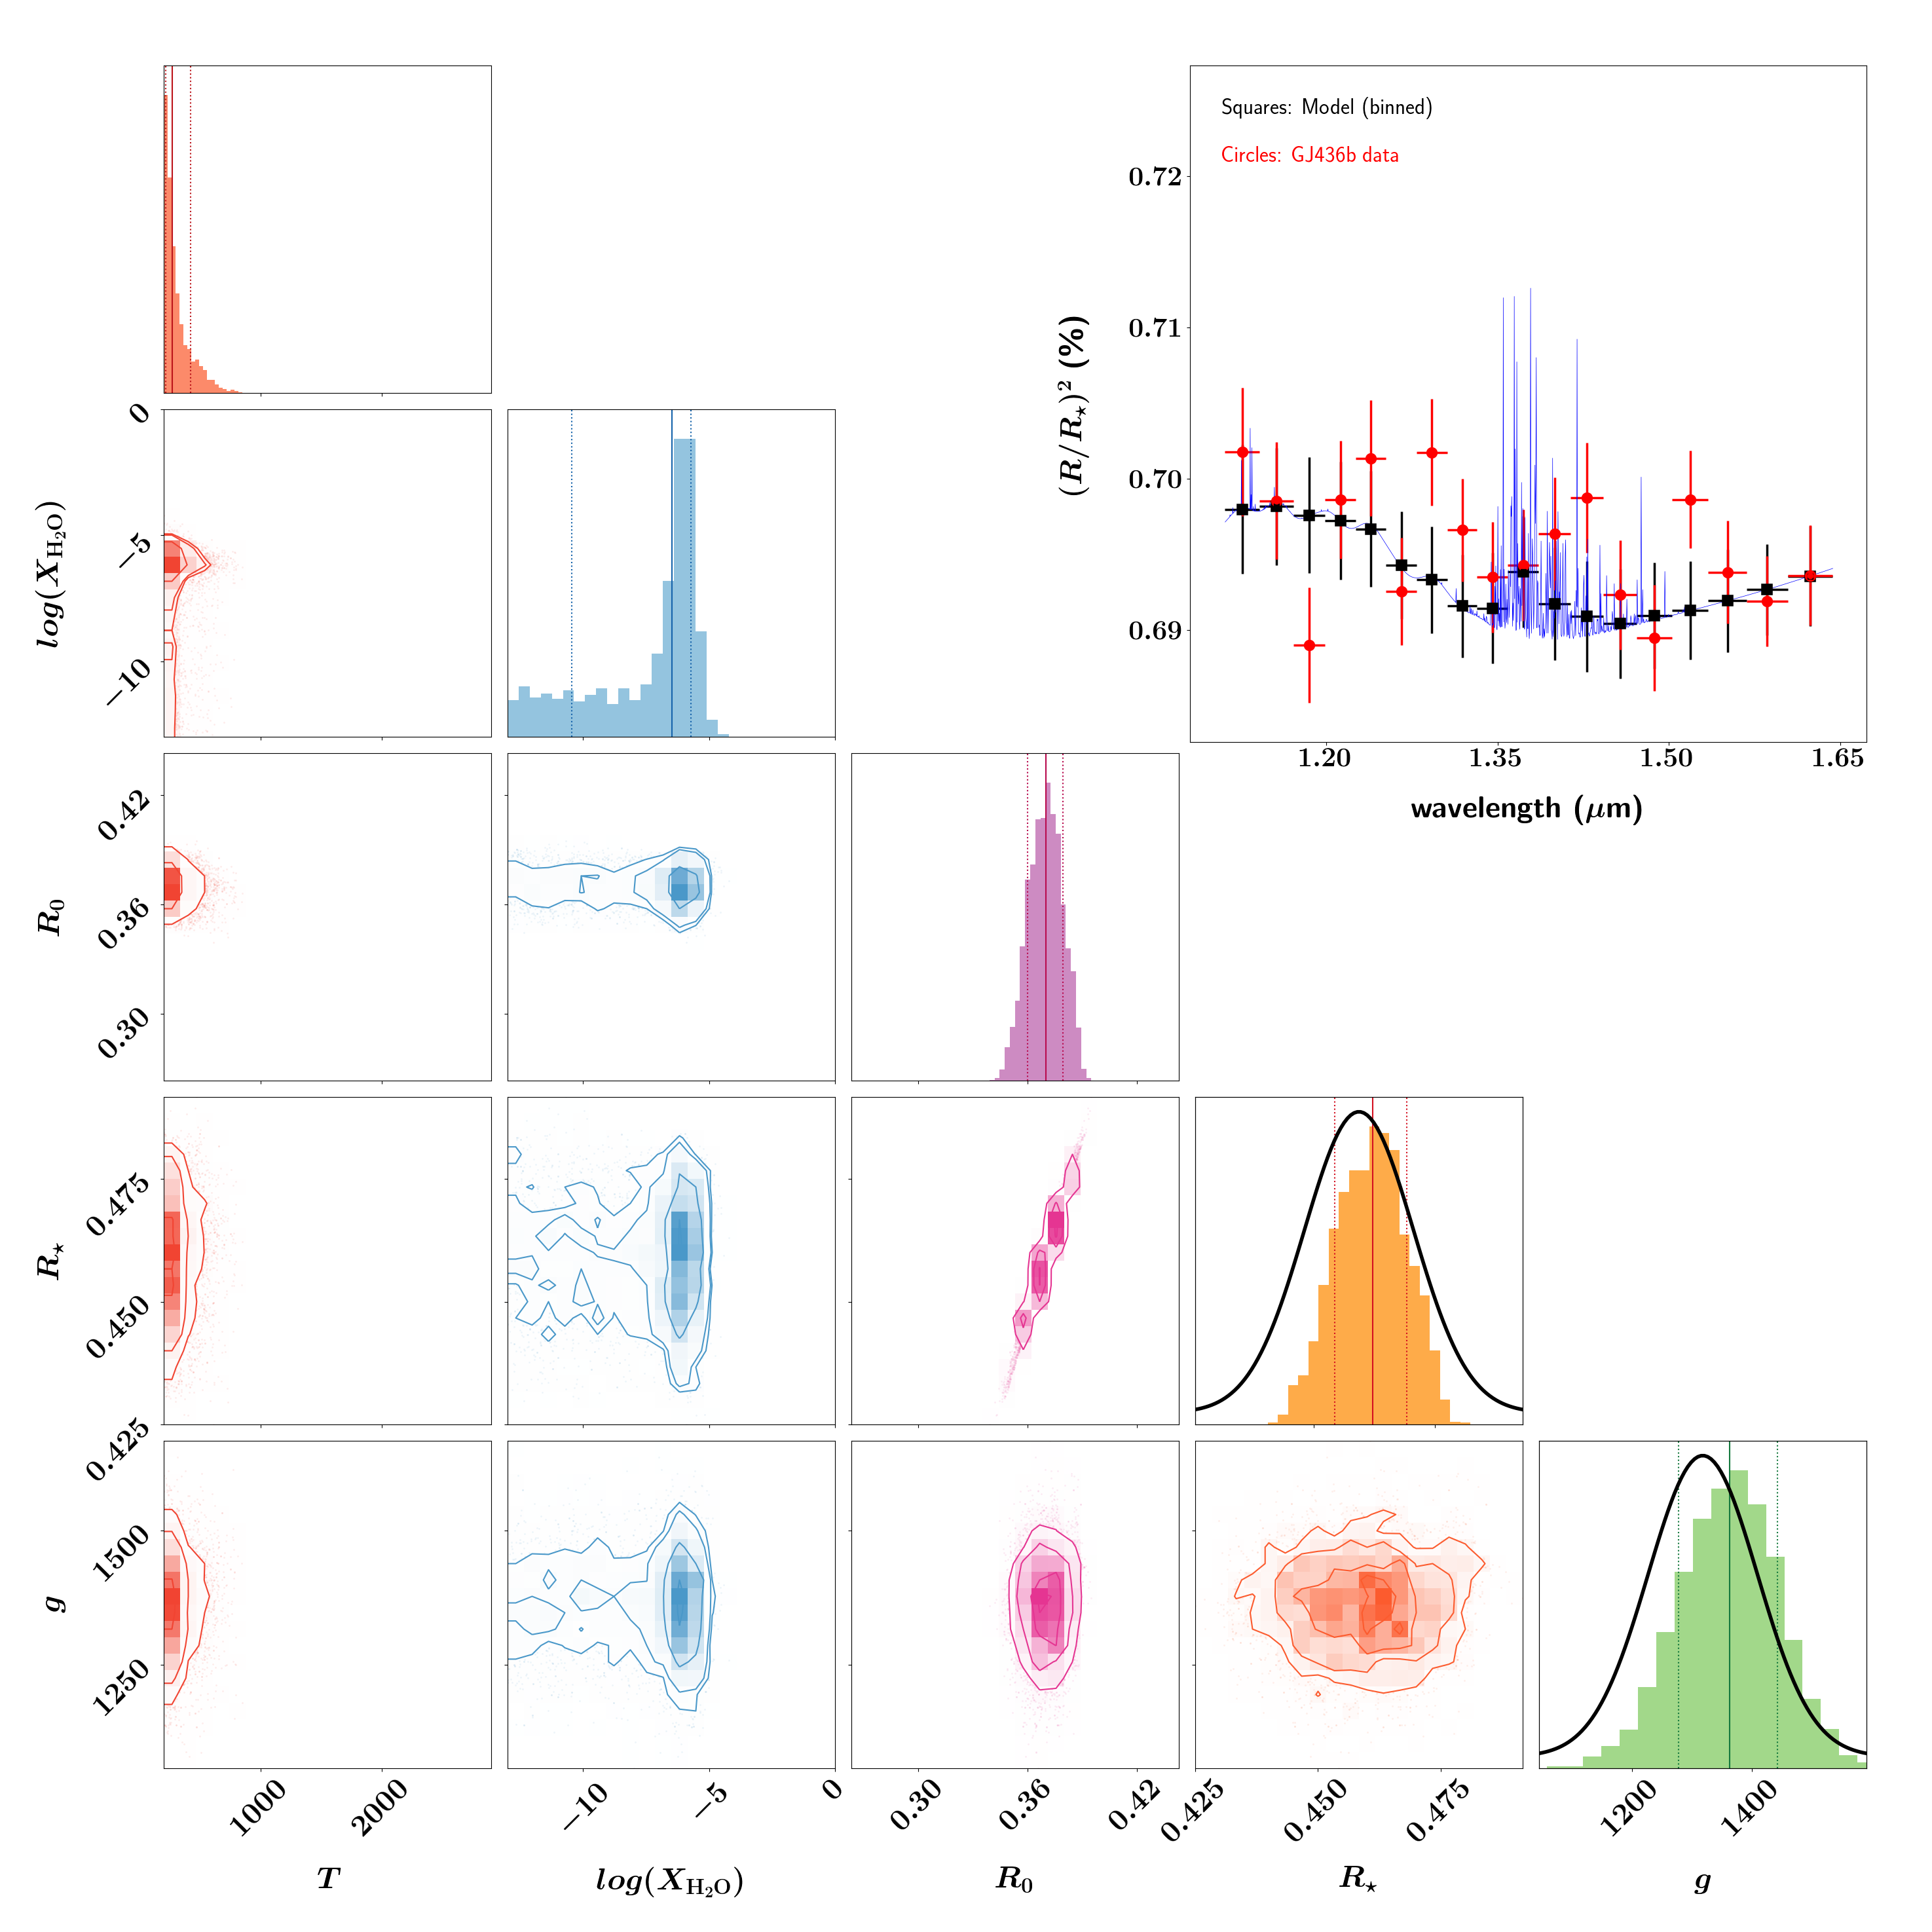 Squares: Model (binned)
Circles: GJ436b data
0.72
0.71
0.70
0.69
(R/R⋆)² (%)
1.20 1.35 1.50 1.65
wavelength (μm)
0
−5
−10
log(X_H₂O)
0.42
0.36
0.30
R₀
0.475
0.450
0.425
R⋆
1500
1250
g
1000 2000 −10 −5 0 0.30 0.36 0.42 0.425 0.450 0.475 1200 1400
T log(X_H₂O) R₀ R⋆ g